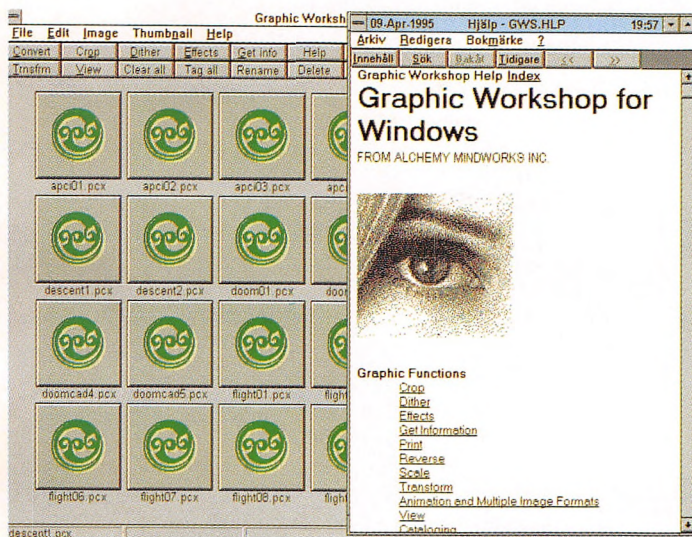 Graphic Worksh
File Edit Image Thumbnail Help
Convert Crop Dither Effects Get Info Help
Trnsfrm View Clear all Tag all Rename Delete
apci01.pcx apci02.pcx apci03.pcx apci
descent1.pcx descent2.pcx doom01.pcx doom
doomcad4.pcx doomcad5.pcx flight01.pcx flight
flight06.pcx flight07.pcx flight08.pcx flight
descent1.pcx
09-Apr-1995 Hjälp - GWS.HLP 19:57
Arkiv Redigera Bokmärke ?
Innehåll Sök Bakåt Tidigare << >>
Graphic Workshop Help Index
Graphic Workshop for
Windows
FROM ALCHEMY MINDWORKS INC.
Graphic Functions
Crop
Dither
Effects
Get Information
Print
Reverse
Scale
Transform
Animation and Multiple Image Formats
View
Cataloging